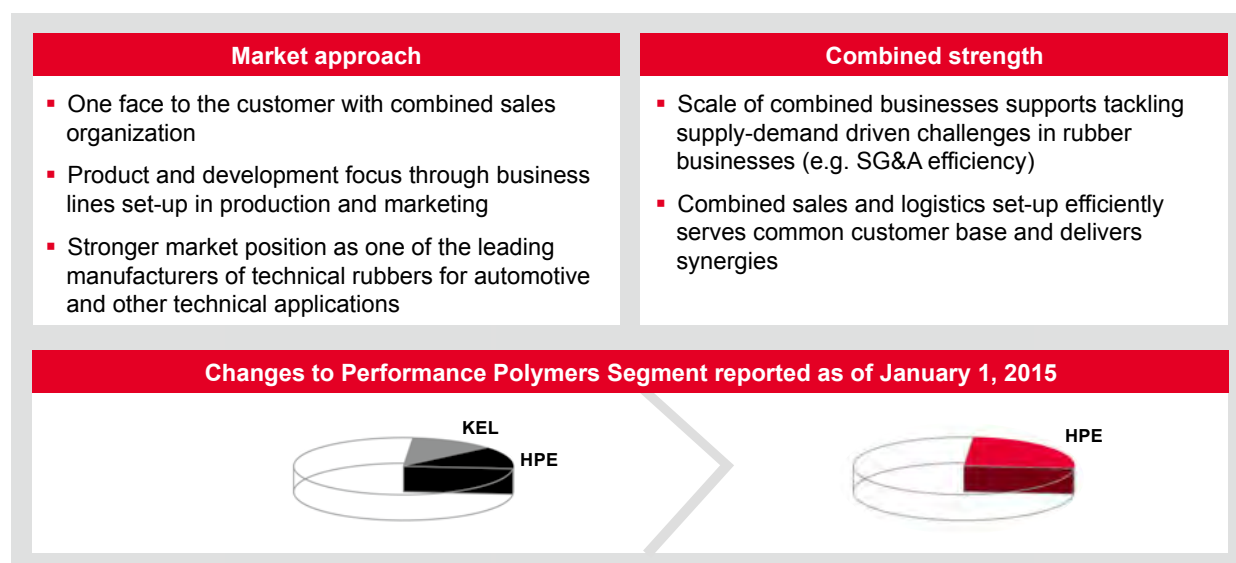 Market approach
▪ One face to the customer with combined sales
organization
▪ Product and development focus through business
lines set-up in production and marketing
▪ Stronger market position as one of the leading
manufacturers of technical rubbers for automotive
and other technical applications
Combined strength
▪ Scale of combined businesses supports tackling
supply-demand driven challenges in rubber
businesses (e.g. SG&A efficiency)
▪ Combined sales and logistics set-up efficiently
serves common customer base and delivers
synergies
Changes to Performance Polymers Segment reported as of January 1, 2015
KEL
HPE
HPE